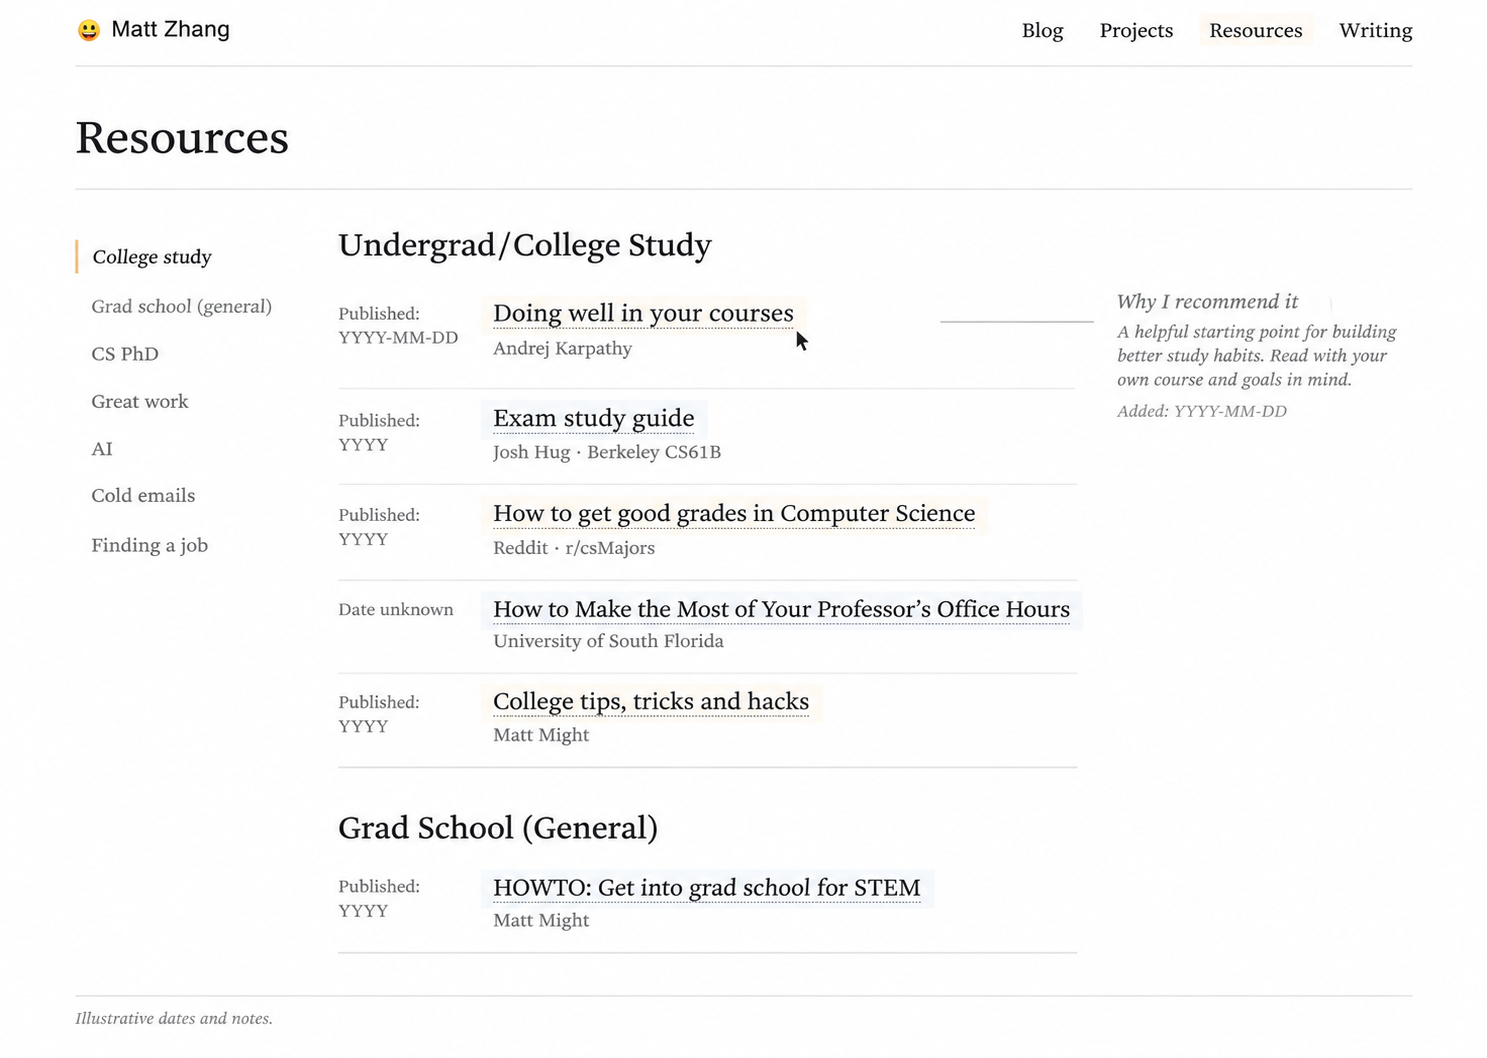 😀 Matt Zhang
Blog Projects Resources Writing
Resources
College study
Grad school (general)
CS PhD
Great work
AI
Cold emails
Finding a job
Undergrad/College Study
Published:
YYYY-MM-DD
Doing well in your courses
Andrej Karpathy
Why I recommend it
A helpful starting point for building
better study habits. Read with your
own course and goals in mind.
Added: YYYY-MM-DD
Published:
YYYY
Exam study guide
Josh Hug · Berkeley CS61B
Published:
YYYY
How to get good grades in Computer Science
Reddit · r/csMajors
Date unknown
How to Make the Most of Your Professor’s Office Hours
University of South Florida
Published:
YYYY
College tips, tricks and hacks
Matt Might
Grad School (General)
Published:
YYYY
HOWTO: Get into grad school for STEM
Matt Might
Illustrative dates and notes.